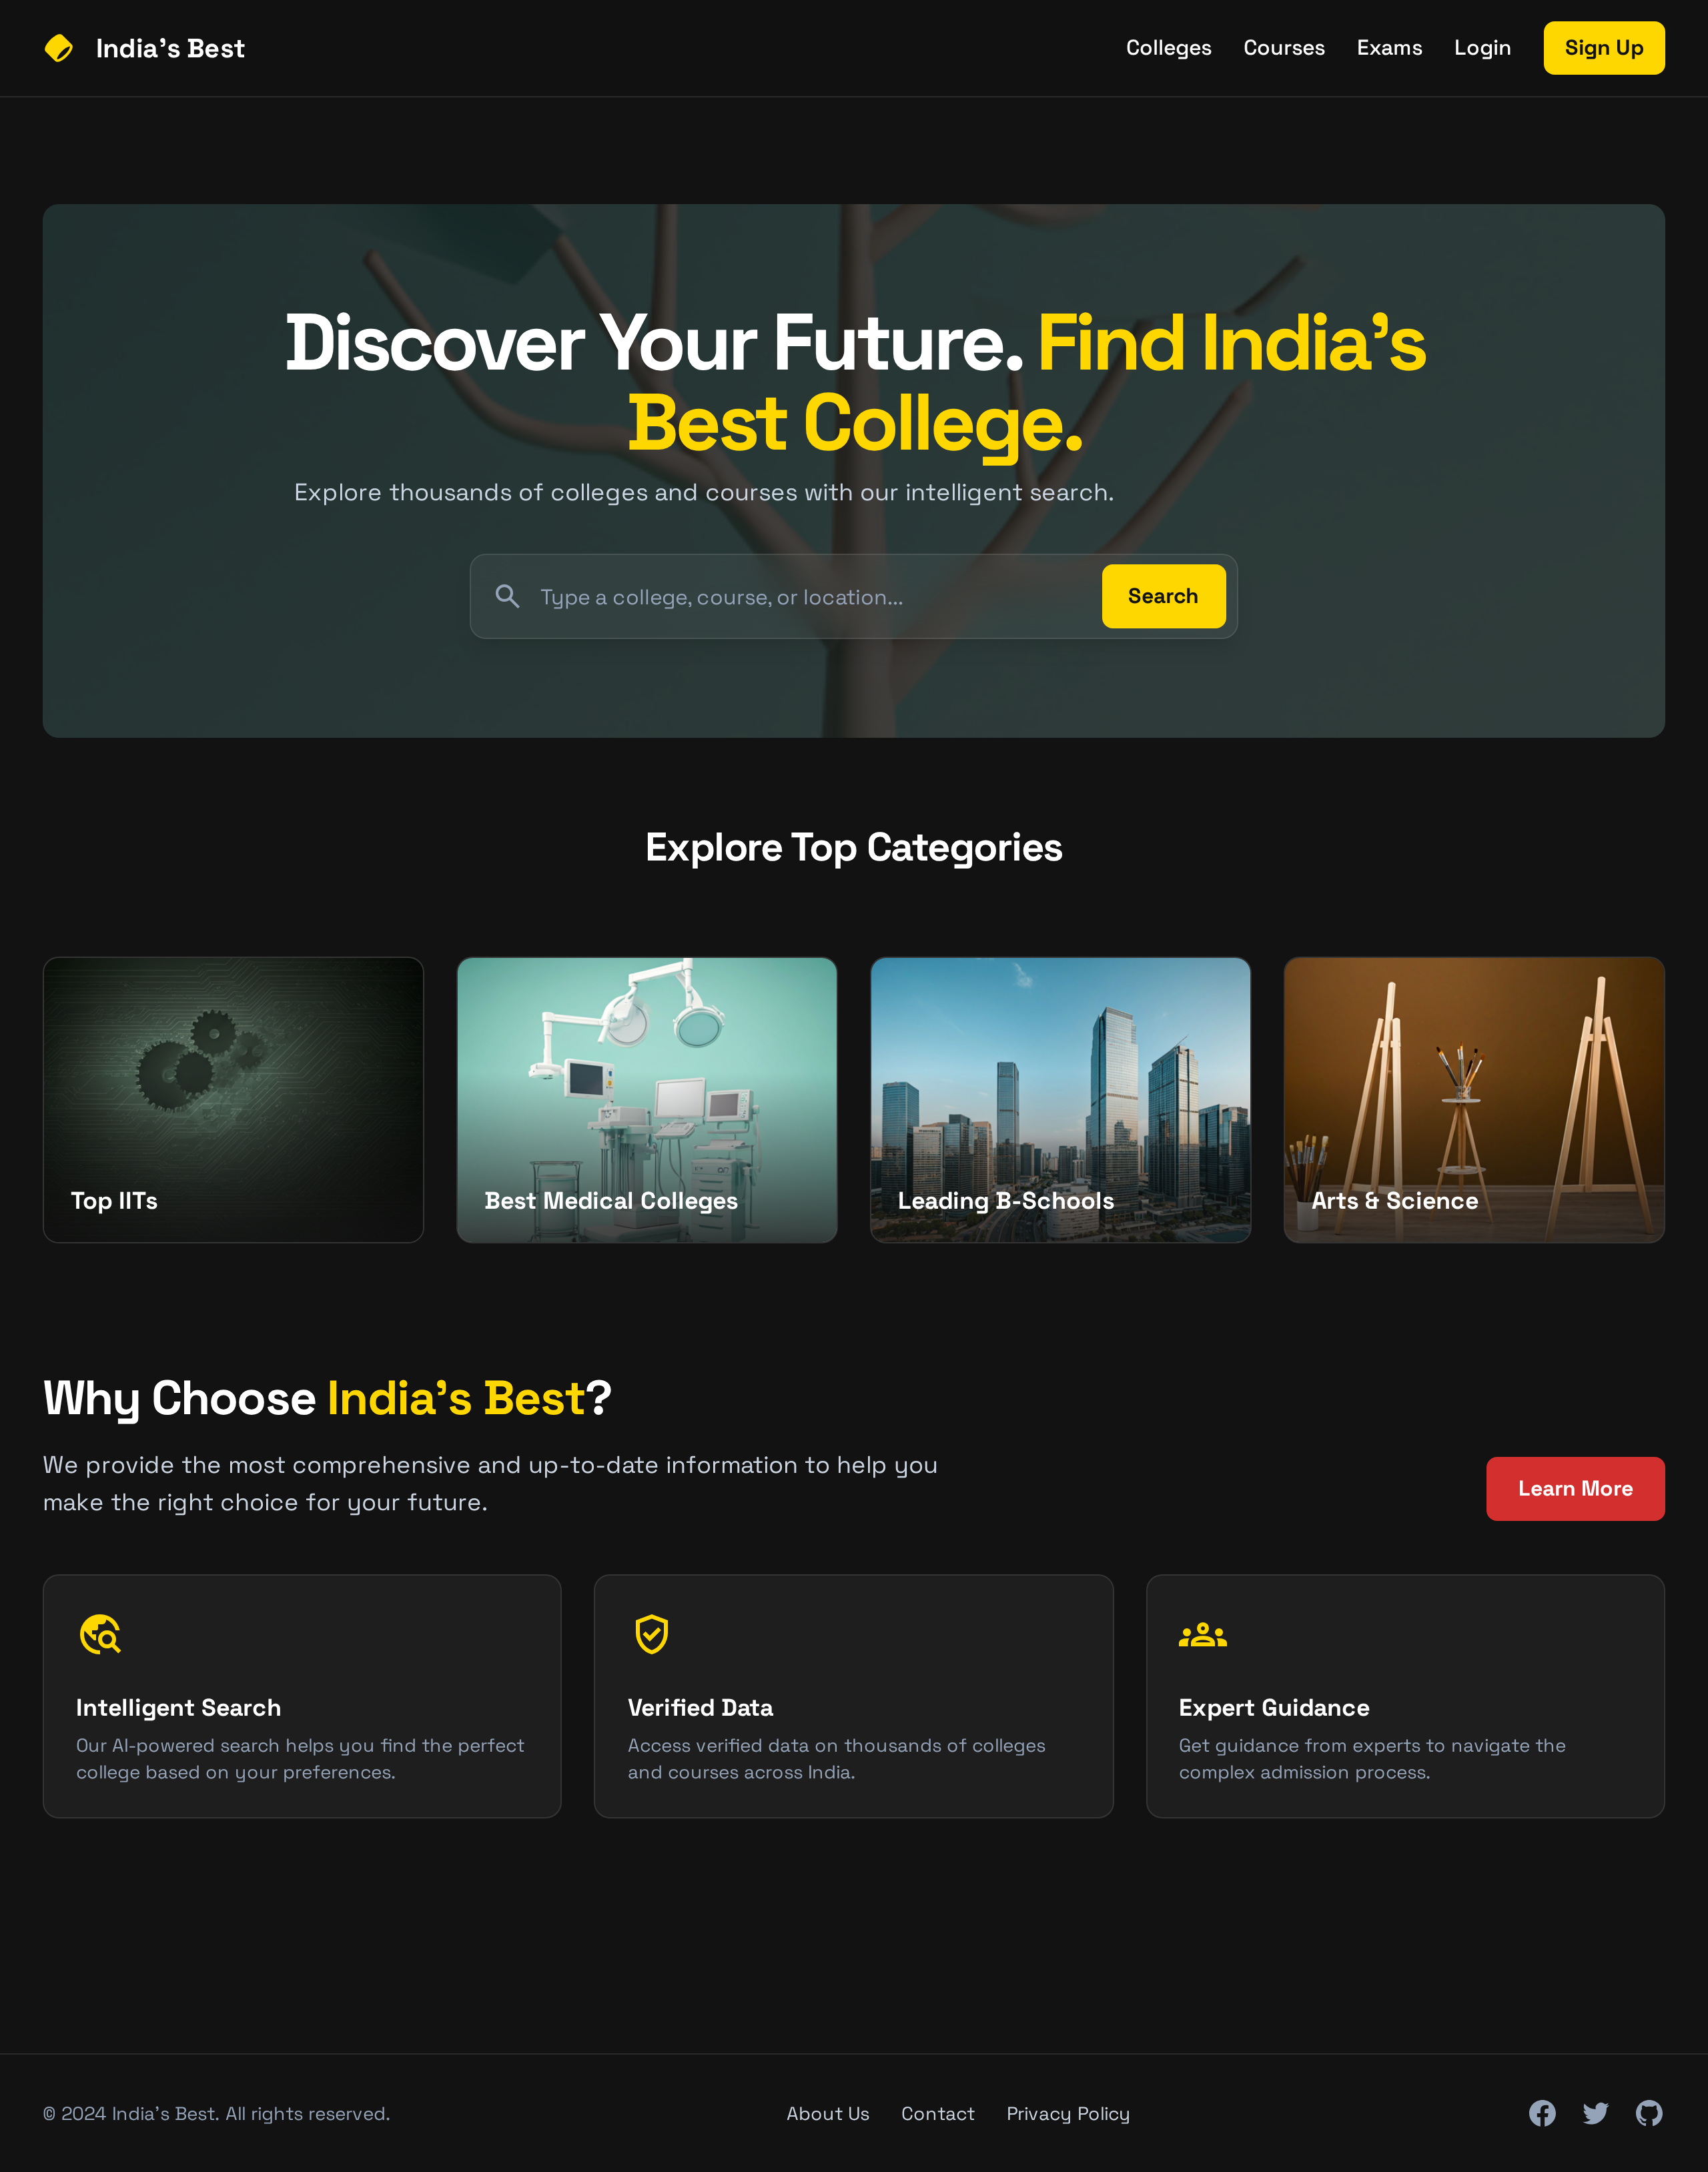 India's Best
Colleges
Courses
Exams
Login
Sign Up
Discover Your Future. Find India's
Best College.
Explore thousands of colleges and courses with our intelligent search.
Type a college, course, or location...
Search
Explore Top Categories
Top IITs
Best Medical Colleges
Leading B-Schools
Arts & Science
Why Choose India's Best?
We provide the most comprehensive and up-to-date information to help you
make the right choice for your future.
Learn More
Intelligent Search
Our AI-powered search helps you find the perfect
college based on your preferences.
Verified Data
Access verified data on thousands of colleges
and courses across India.
Expert Guidance
Get guidance from experts to navigate the
complex admission process.
© 2024 India's Best. All rights reserved.
About Us
Contact
Privacy Policy